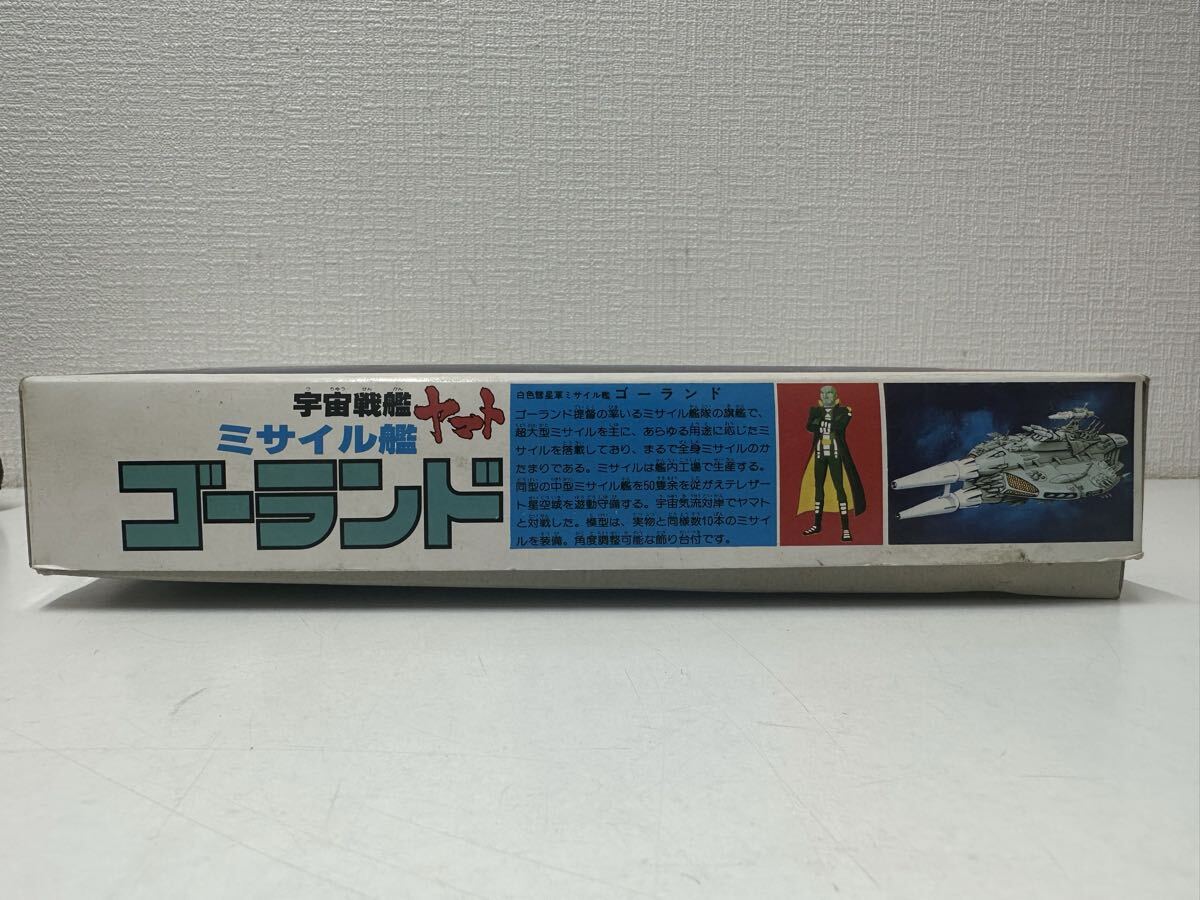 宇宙戦艦
ヤマト
ミサイル艦
ゴーランド
白色彗星軍ミサイル艦 ゴーランド
ゴーランド提督の率いるミサイル艦隊の旗艦で、
超大型ミサイルを主に、あらゆる用途に応じたミ
サイルを搭載しており、まるで全身ミサイルのか
たまりである。ミサイルは艦内工場で生産する。
同型の中型ミサイル艦を50隻余を従がえテレザー
ト星空域を遊動守備する。宇宙気流対岸でヤマト
と対戦した。模型は、実物と同様数10本のミサイ
ルを装備。角度調整可能な飾り台付です。